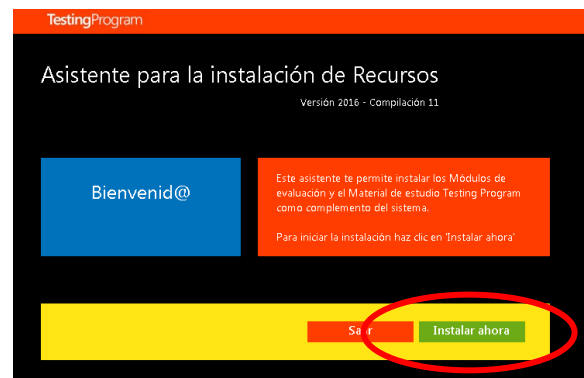 TestingProgram
Asistente para la instalación de Recursos
Versión 2016 - Compilación 11
Bienvenid@
Este asistente te permite instalar los Módulos de
evaluación y el Material de estudio Testing Program
como complemento del sistema.
Para iniciar la instalación haz clic en 'Instalar ahora'
Salir
Instalar ahora